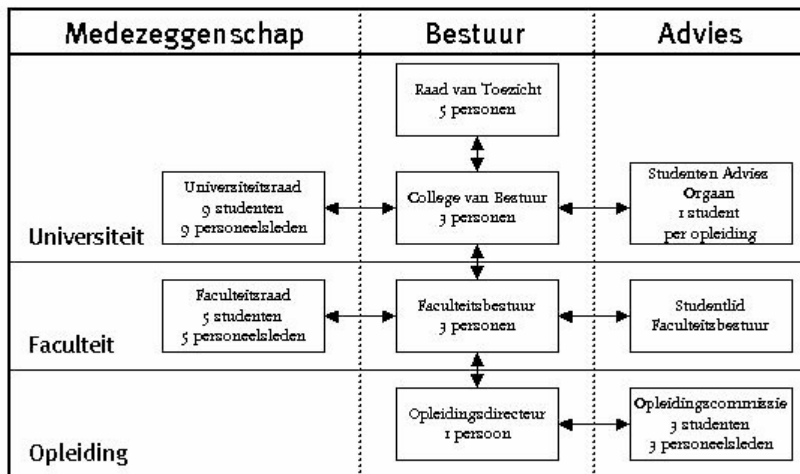 Medezeggenschap
Bestuur
Advies
Raad van Toezicht
5 personen
Universiteit
Universiteitsraad
9 studenten
9 personeelsleden
College van Bestuur
3 personen
Studenten Advies
Orgaan
1 student
per opleiding
Faculteit
Faculteitsraad
5 studenten
5 personeelsleden
Faculteitsbestuur
3 personen
Studentlid
Faculteitsbestuur
Opleiding
Opleidingsdirecteur
1 persoon
Opleidingscommissie
3 studenten
3 personeelsleden